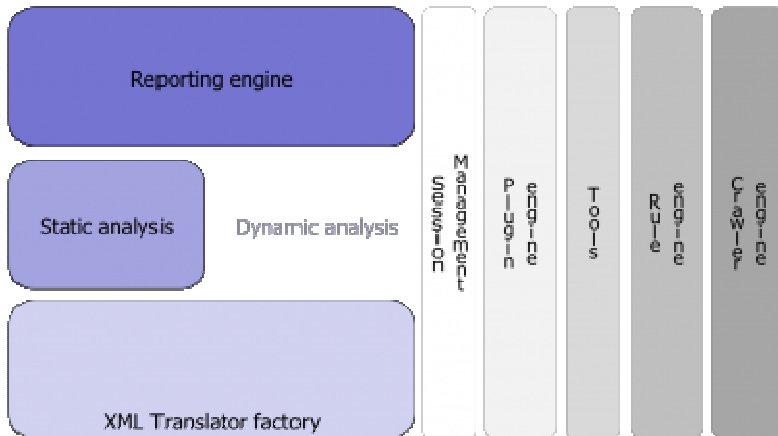 Reporting engine
Static analysis
Dynamic analysis
XML Translator factory
Session
Management
Plugin
engine
Tools
Rule
engine
Crawler
engine